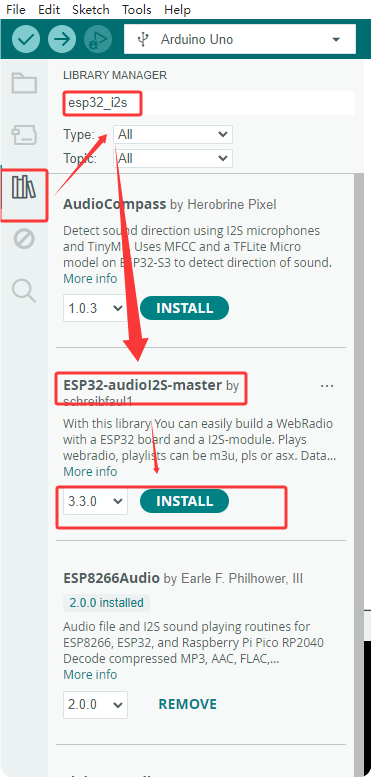 File Edit Sketch Tools Help
Arduino Uno
LIBRARY MANAGER
esp32_i2s
Type: All
Topic: All
AudioCompass by Herobrine Pixel
Detect sound direction using I2S microphones
and TinyML. Uses MFCC and a TFLite Micro
model on ESP32-S3 to detect direction of sound.
More info
1.0.3 INSTALL
ESP32-audioI2S-master by
schreibfaul1
With this library You can easily build a WebRadio
with a ESP32 board and a I2S-module. Plays
webradio, playlists can be m3u, pls or asx. Data...
More info
3.3.0 INSTALL
ESP8266Audio by Earle F. Philhower, III
2.0.0 installed
Audio file and I2S sound playing routines for
ESP8266, ESP32, and Raspberry Pi Pico RP2040
Decode compressed MP3, AAC, FLAC,...
More info
2.0.0 REMOVE